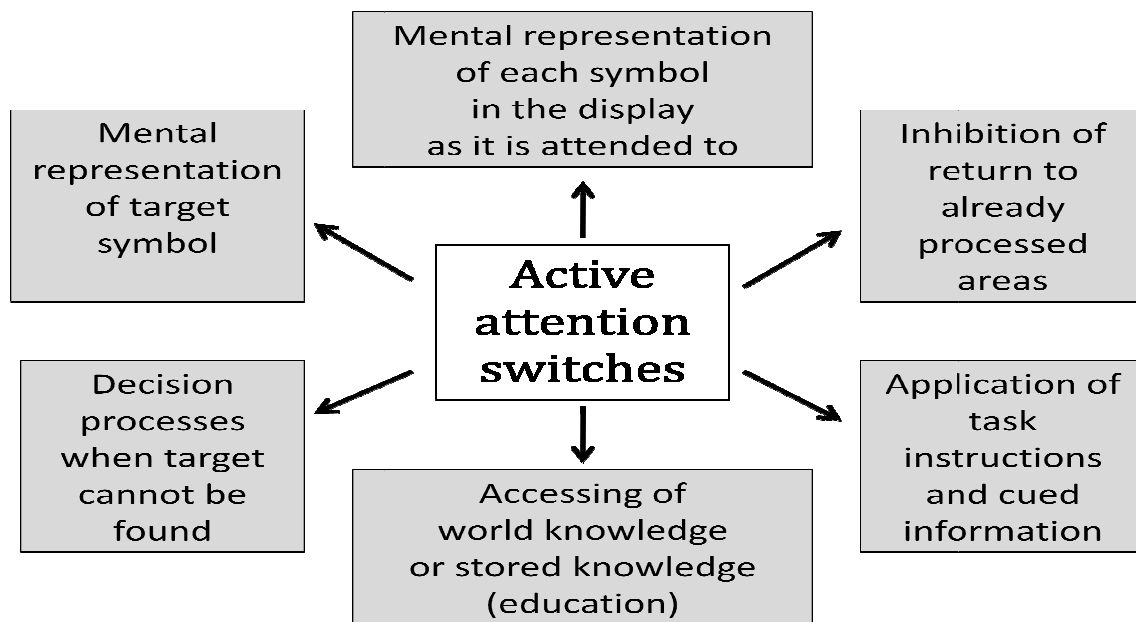 Mental representation
of each symbol
in the display
as it is attended to
Mental
representation
of target
symbol
Inhibition of
return to
already
processed
areas
Active
attention
switches
Decision
processes
when target
cannot be
found
Application of
task
instructions
and cued
information
Accessing of
world knowledge
or stored knowledge
(education)